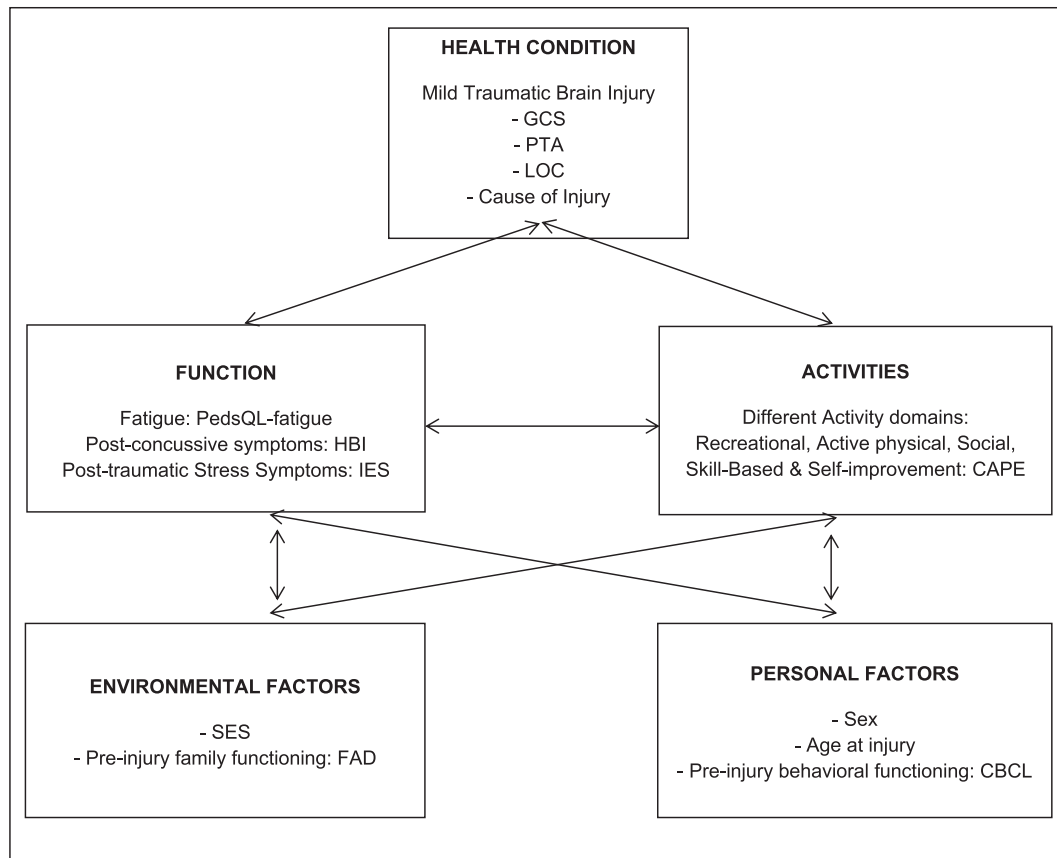 HEALTH CONDITION
Mild Traumatic Brain Injury
- GCS
- PTA
- LOC
- Cause of Injury
FUNCTION
Fatigue: PedsQL-fatigue
Post-concussive symptoms: HBI
Post-traumatic Stress Symptoms: IES
ACTIVITIES
Different Activity domains:
Recreational, Active physical, Social,
Skill-Based & Self-improvement: CAPE
ENVIRONMENTAL FACTORS
- SES
- Pre-injury family functioning: FAD
PERSONAL FACTORS
- Sex
- Age at injury
- Pre-injury behavioral functioning: CBCL